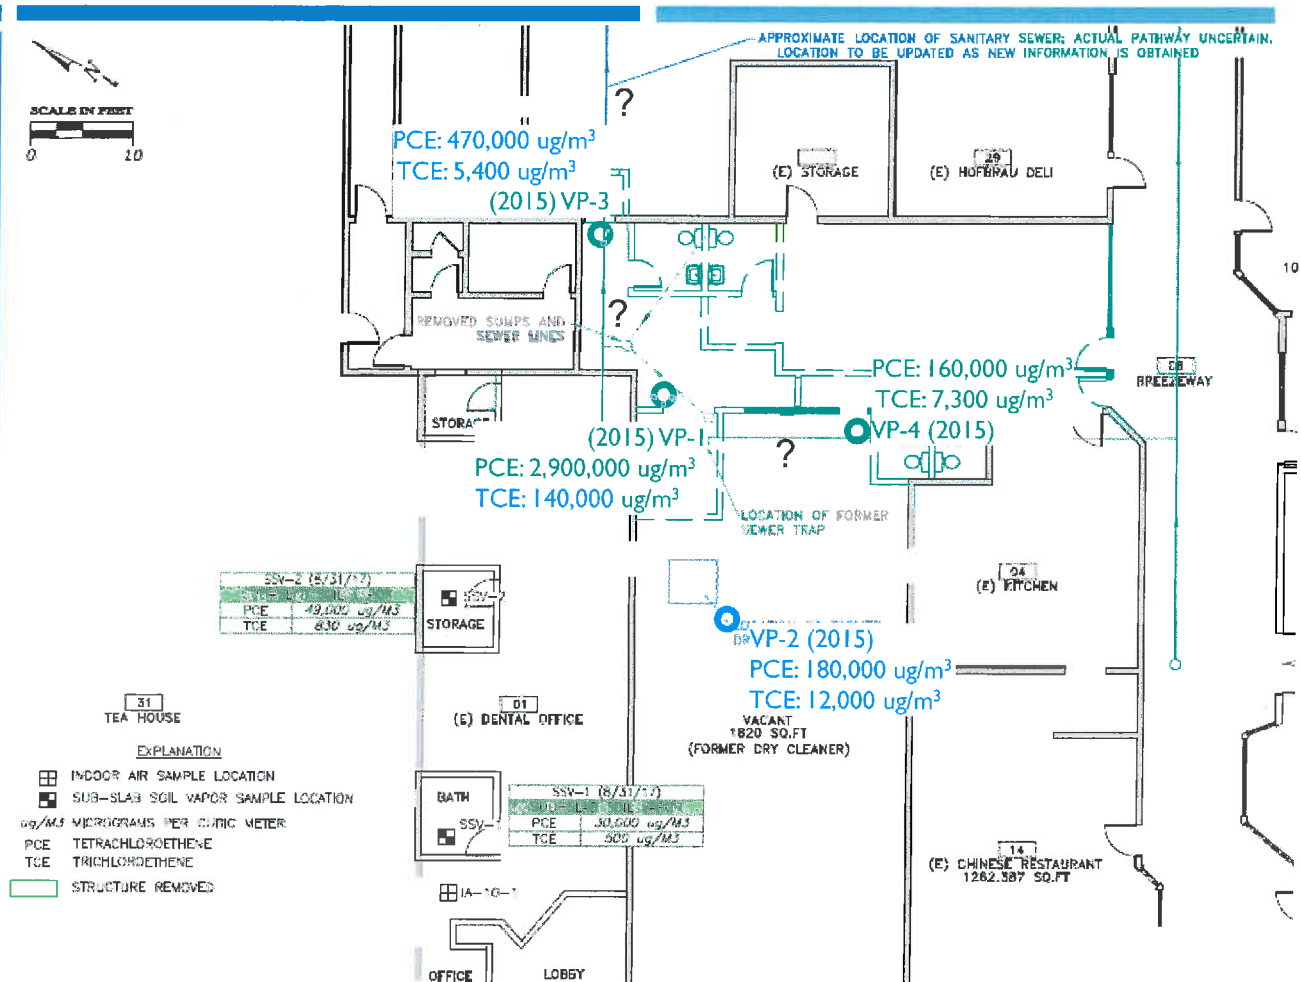 APPROXIMATE LOCATION OF SANITARY SEWER; ACTUAL PATHWAY UNCERTAIN.
LOCATION TO BE UPDATED AS NEW INFORMATION IS OBTAINED
N
SCALE IN FEET
0 10
?
PCE: 470,000 ug/m³
TCE: 5,400 ug/m³
(2015) VP-3
(E) STORAGE
29
(E) HOFBRAU DELI
10
?
REMOVED SUMPS AND
SEWER LINES
PCE: 160,000 ug/m³
TCE: 7,300 ug/m³
VP-4 (2015)
BREEZEWAY
STORA
(2015) VP-1
PCE: 2,900,000 ug/m³
TCE: 140,000 ug/m³
?
LOCATION OF FORMER
SEWER TRAP
SSV-2 (8/31/17)
PCE 49,000 ug/M3
TCE 830 ug/M3
STORAGE
04
(E) KITCHEN
VP-2 (2015)
PCE: 180,000 ug/m³
TCE: 12,000 ug/m³
31
TEA HOUSE
01
(E) DENTAL OFFICE
VACANT
1820 SQ.FT
(FORMER DRY CLEANER)
EXPLANATION
INDOOR AIR SAMPLE LOCATION
SUB-SLAB SOIL VAPOR SAMPLE LOCATION
ug/M3 MICROGRAMS PER CUBIC METER
PCE TETRACHLOROETHENE
TCE TRICHLOROETHENE
STRUCTURE REMOVED
BATH
SSV-
SSV-1 (8/31/17)
PCE 30,000 ug/M3
TCE 500 ug/M3
IA-10-1
14
(E) CHINESE RESTAURANT
1262.387 SQ.FT
OFFICE
LOBBY